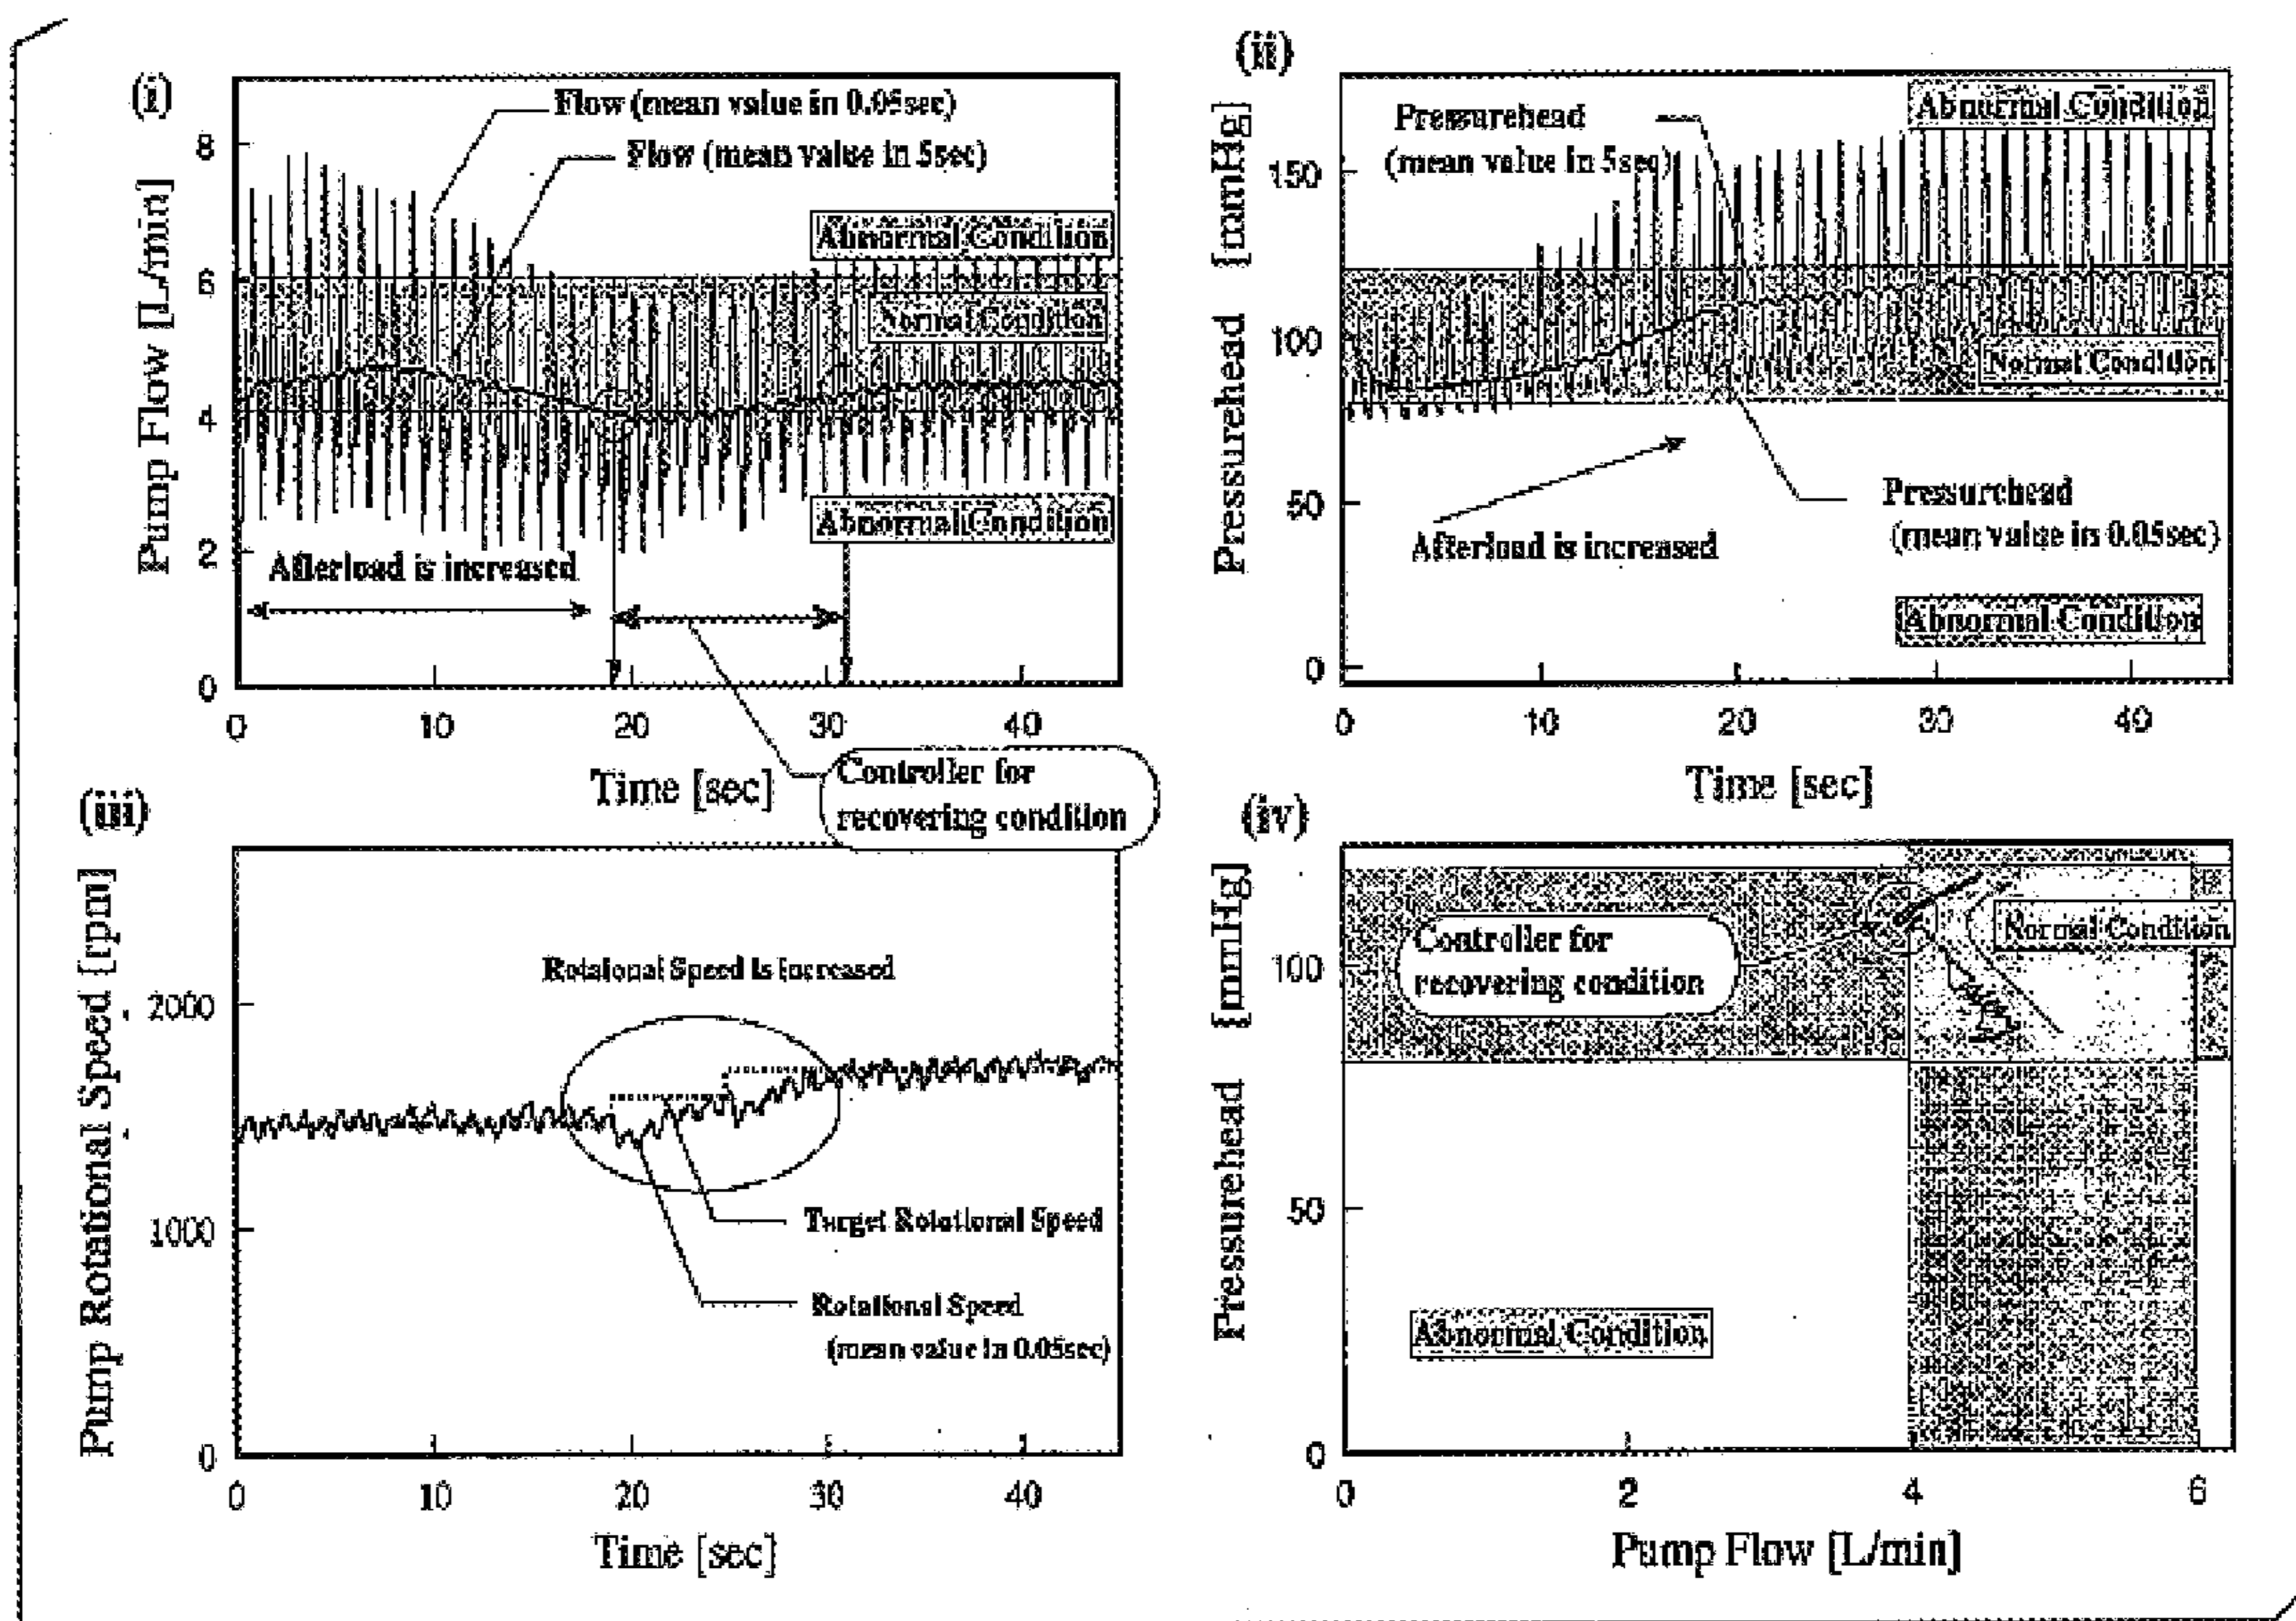 (i)
Flow (mean value in 0.05sec)
Flow (mean value in 5sec)
Abnormal Condition
Normal Condition
Abnormal Condition
Afterload is increased
Pump Flow [L/min]
8
6
4
2
0
0 10 20 30 40
Time [sec]
Controller for
recovering condition
(ii)
Pressurehead
(mean value in 5sec)
Abnormal Condition
Normal Condition
Pressurehead
(mean value in 0.05sec)
Afterload is increased
Abnormal Condition
Pressurehead [mmHg]
150
100
50
0
0 10 20 30 40
Time [sec]
(iii)
Rotational Speed is increased
Target Rotational Speed
Rotational Speed
(mean value in 0.05sec)
Pump Rotational Speed [rpm]
2000
1000
0
0 10 20 30 40
Time [sec]
(iv)
Controller for
recovering condition
Normal Condition
Abnormal Condition
Pressurehead [mmHg]
100
50
0
0 2 4 6
Pump Flow [L/min]